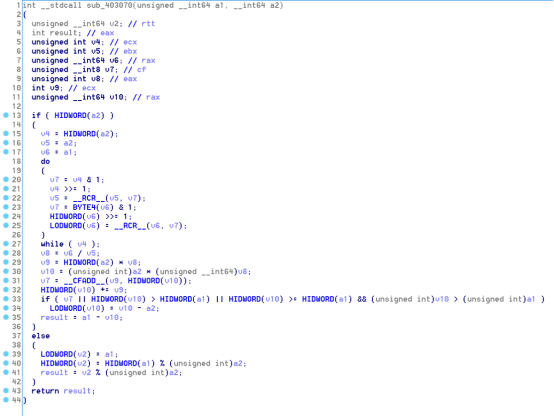 1 int __stdcall sub_403070(unsigned __int64 a1, __int64 a2)
2 {
3 unsigned __int64 v2; // rtt
4 int result; // eax
5 unsigned int v4; // ecx
6 unsigned int v5; // ebx
7 unsigned __int64 v6; // rax
8 unsigned __int8 v7; // cf
9 unsigned int v8; // eax
10 int v9; // ecx
11 unsigned __int64 v10; // rax
12
13 if ( HIDWORD(a2) )
14 {
15 v4 = HIDWORD(a2);
16 v5 = a2;
17 v6 = a1;
18 do
19 {
20 v7 = v4 & 1;
21 v4 >>= 1;
22 v5 = __RCR__(v5, v7);
23 v7 = BYTE4(v6) & 1;
24 HIDWORD(v6) >>= 1;
25 LODWORD(v6) = __RCR__(v6, v7);
26 }
27 while ( v4 );
28 v8 = v6 / v5;
29 v9 = HIDWORD(a2) * v8;
30 v10 = (unsigned int)a2 * (unsigned __int64)v8;
31 v7 = __CFADD__(v9, HIDWORD(v10));
32 HIDWORD(v10) += v9;
33 if ( v7 || HIDWORD(v10) > HIDWORD(a1) || HIDWORD(v10) >= HIDWORD(a1) && (unsigned int)v10 > (unsigned int)a1 )
34 LODWORD(v10) = v10 - a2;
35 result = a1 - v10;
36 }
37 else
38 {
39 LODWORD(v2) = a1;
40 HIDWORD(v2) = HIDWORD(a1) % (unsigned int)a2;
41 result = v2 % (unsigned int)a2;
42 }
43 return result;
44 }